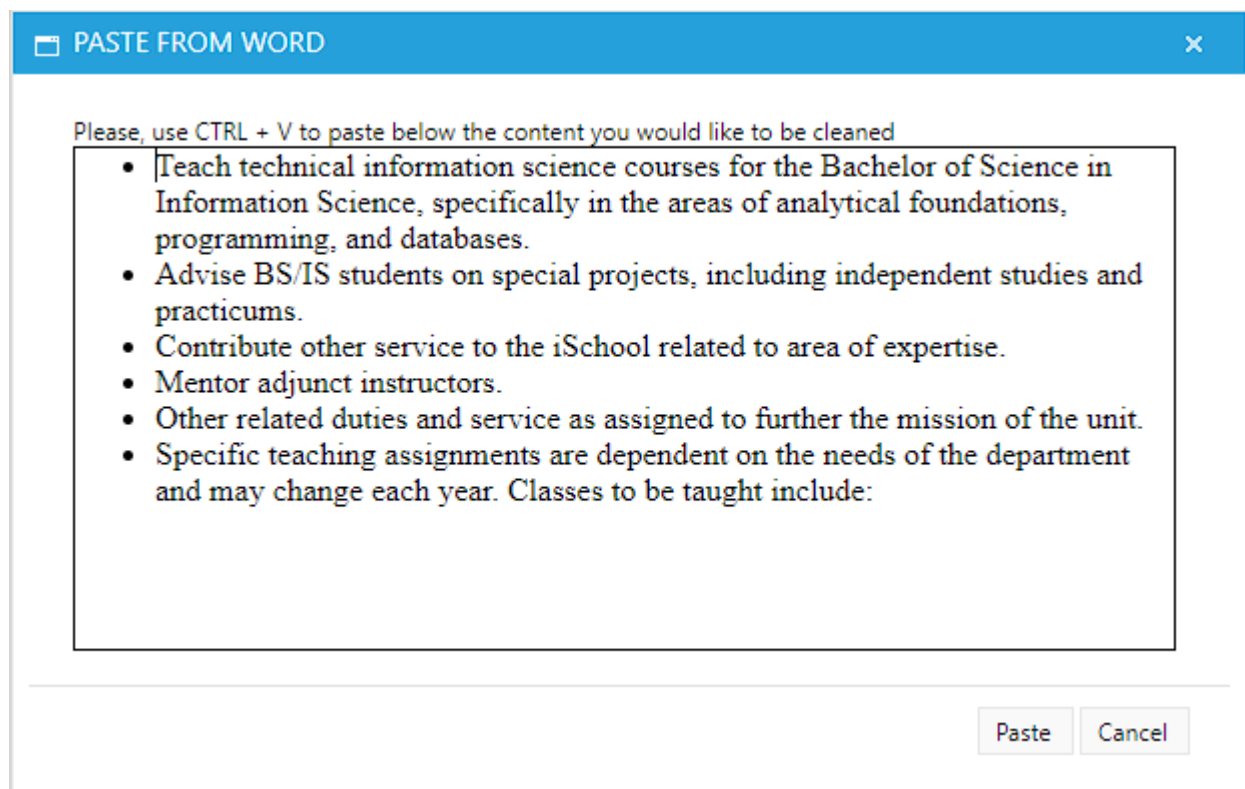 PASTE FROM WORD
Please, use CTRL + V to paste below the content you would like to be cleaned
• Teach technical information science courses for the Bachelor of Science in
Information Science, specifically in the areas of analytical foundations,
programming, and databases.
• Advise BS/IS students on special projects, including independent studies and
practicums.
• Contribute other service to the iSchool related to area of expertise.
• Mentor adjunct instructors.
• Other related duties and service as assigned to further the mission of the unit.
• Specific teaching assignments are dependent on the needs of the department
and may change each year. Classes to be taught include:
Paste Cancel